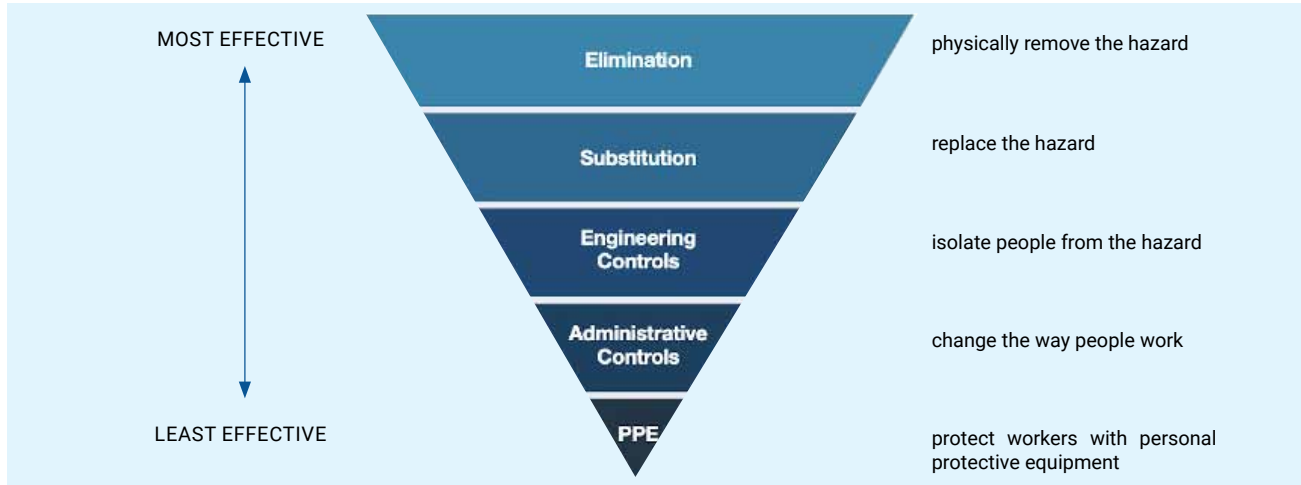 MOST EFFECTIVE
Elimination
physically remove the hazard
Substitution
replace the hazard
Engineering
Controls
isolate people from the hazard
Administrative
Controls
change the way people work
LEAST EFFECTIVE
PPE
protect workers with personal
protective equipment